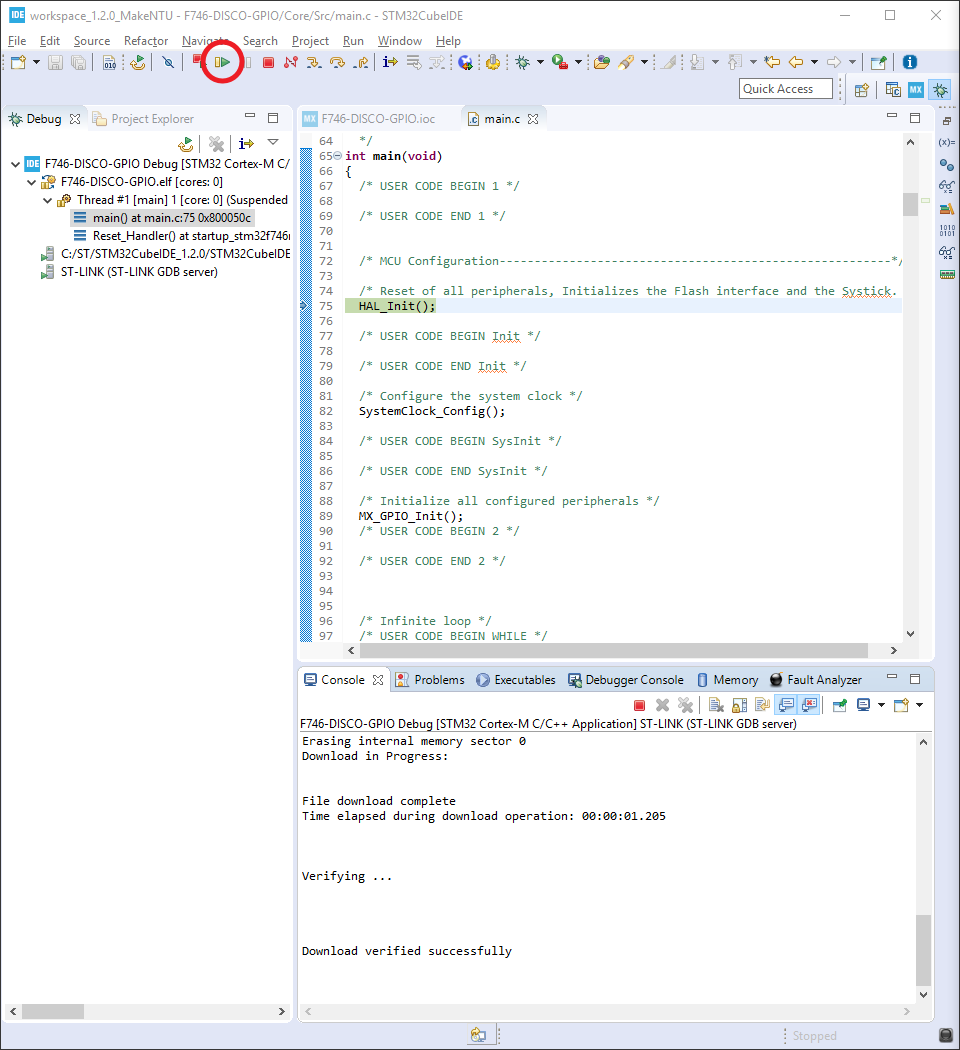 IDE workspace_1.2.0_MakeNTU - F746-DISCO-GPIO/Core/Src/main.c - STM32CubeIDE
File Edit Source Refactor Navigate Search Project Run Window Help
010
Quick Access
MX
Debug
Project Explorer
IDE F746-DISCO-GPIO Debug [STM32 Cortex-M C/
F746-DISCO-GPIO.elf [cores: 0]
Thread #1 [main] 1 [core: 0] (Suspended
main() at main.c:75 0x800050c
Reset_Handler() at startup_stm32f746
C:/ST/STM32CubeIDE_1.2.0/STM32CubeIDE
ST-LINK (ST-LINK GDB server)
MX F746-DISCO-GPIO.ioc
main.c
64 */
65 int main(void)
66 {
67 /* USER CODE BEGIN 1 */
68
69 /* USER CODE END 1 */
70
71
72 /* MCU Configuration--------------------------------------------------------*/
73
74 /* Reset of all peripherals, Initializes the Flash interface and the Systick.
75 HAL_Init();
76
77 /* USER CODE BEGIN Init */
78
79 /* USER CODE END Init */
80
81 /* Configure the system clock */
82 SystemClock_Config();
83
84 /* USER CODE BEGIN SysInit */
85
86 /* USER CODE END SysInit */
87
88 /* Initialize all configured peripherals */
89 MX_GPIO_Init();
90 /* USER CODE BEGIN 2 */
91
92 /* USER CODE END 2 */
93
94
95
96 /* Infinite loop */
97 /* USER CODE BEGIN WHILE */
(x)=
1010
0101
Console
Problems
Executables
Debugger Console
Memory
Fault Analyzer
F746-DISCO-GPIO Debug [STM32 Cortex-M C/C++ Application] ST-LINK (ST-LINK GDB server)
Erasing internal memory sector 0
Download in Progress:
File download complete
Time elapsed during download operation: 00:00:01.205
Verifying ...
Download verified successfully
Stopped